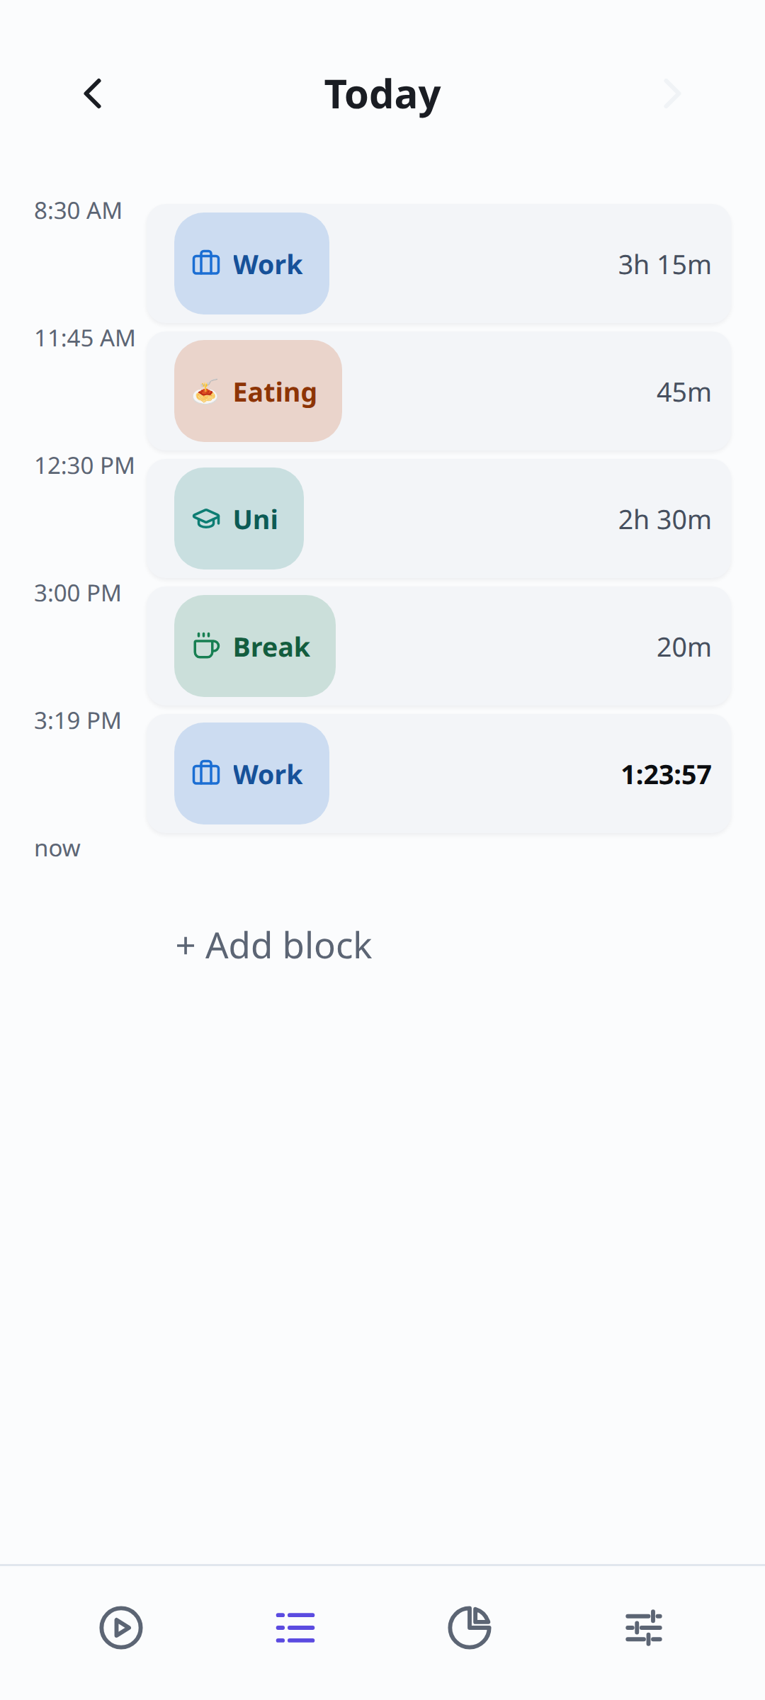 Today
8:30 AM
Work 3h 15m
11:45 AM
Eating 45m
12:30 PM
Uni 2h 30m
3:00 PM
Break 20m
3:19 PM
Work 1:23:57
now
+ Add block